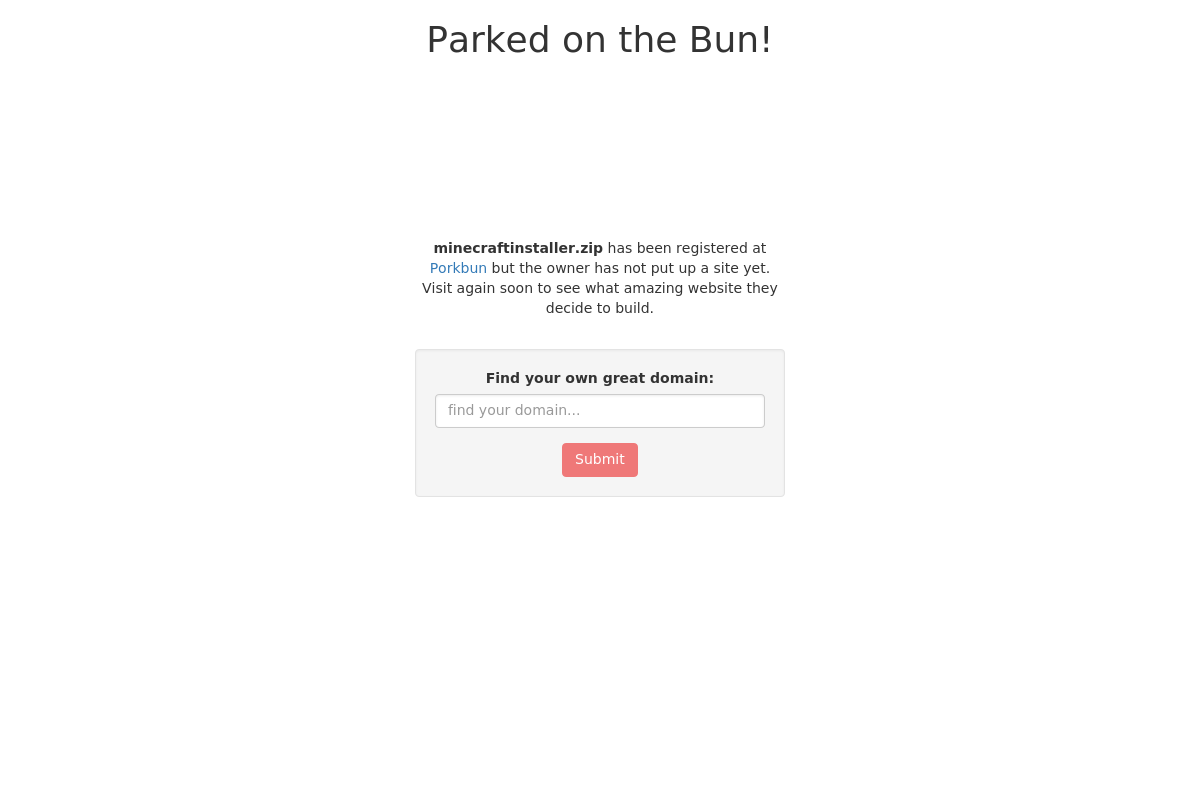 Parked on the Bun!
minecraftinstaller.zip has been registered at
Porkbun but the owner has not put up a site yet.
Visit again soon to see what amazing website they
decide to build.
Find your own great domain:
find your domain...
Submit